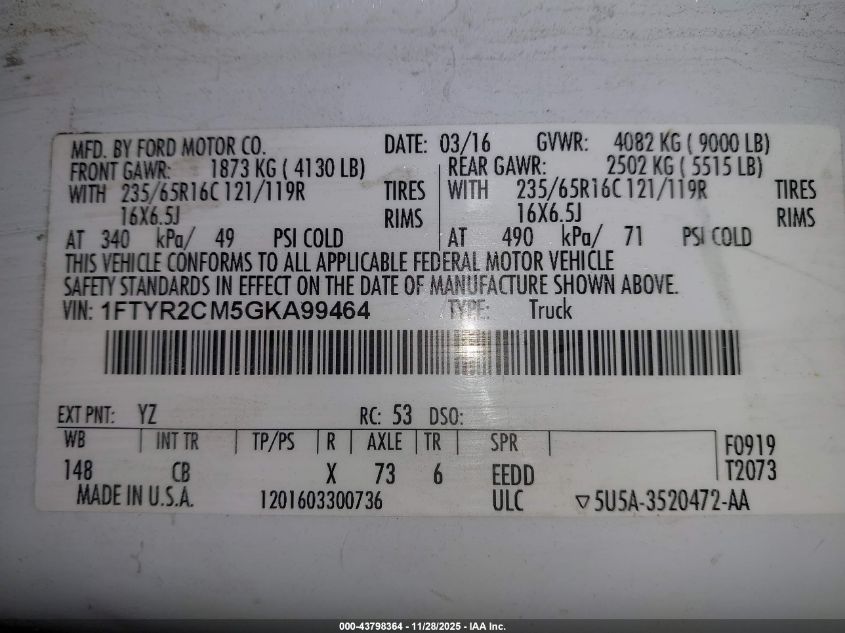 MFD. BY FORD MOTOR CO. DATE: 03/16 GVWR: 4082 KG ( 9000 LB)
FRONT GAWR: 1873 KG ( 4130 LB) REAR GAWR: 2502 KG ( 5515 LB)
WITH 235/65R16C 121/119R TIRES WITH 235/65R16C 121/119R TIRES
16X6.5J RIMS 16X6.5J RIMS
AT 340 kPa/ 49 PSI COLD AT 490 kPa/ 71 PSI COLD
THIS VEHICLE CONFORMS TO ALL APPLICABLE FEDERAL MOTOR VEHICLE
SAFETY STANDARDS IN EFFECT ON THE DATE OF MANUFACTURE SHOWN ABOVE.
VIN: 1FTYR2CM5GKA99464 TYPE: Truck
EXT PNT: YZ RC: 53 DSO:
WB INT TR TP/PS R AXLE TR SPR F0919
148 CB X 73 6 EEDD T2073
MADE IN U.S.A. 1201603300736 ULC ▽5U5A-3520472-AA
000-43798364 - 11/28/2025 - IAA Inc.